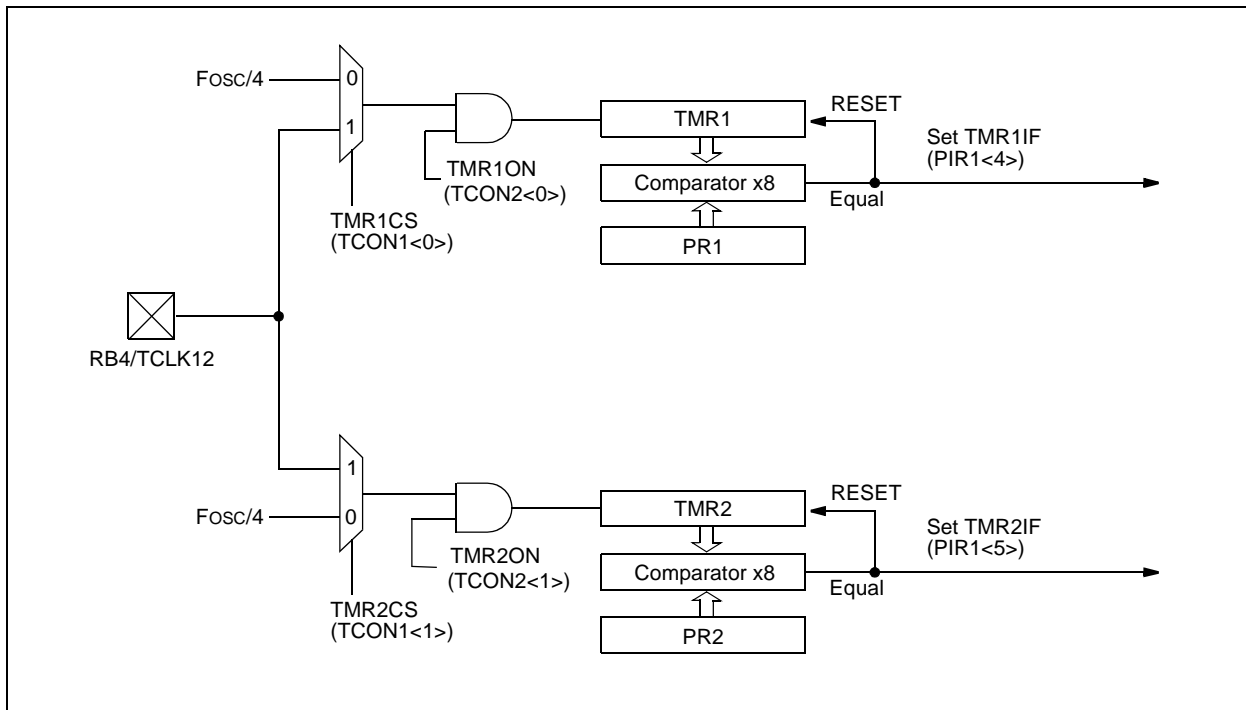 FOSC/4
0
1
TMR1CS
(TCON1<0>)
TMR1ON
(TCON2<0>)
TMR1
Comparator x8
PR1
RESET
Equal
Set TMR1IF
(PIR1<4>)
RB4/TCLK12
1
0
FOSC/4
TMR2CS
(TCON1<1>)
TMR2ON
(TCON2<1>)
TMR2
Comparator x8
PR2
RESET
Equal
Set TMR2IF
(PIR1<5>)